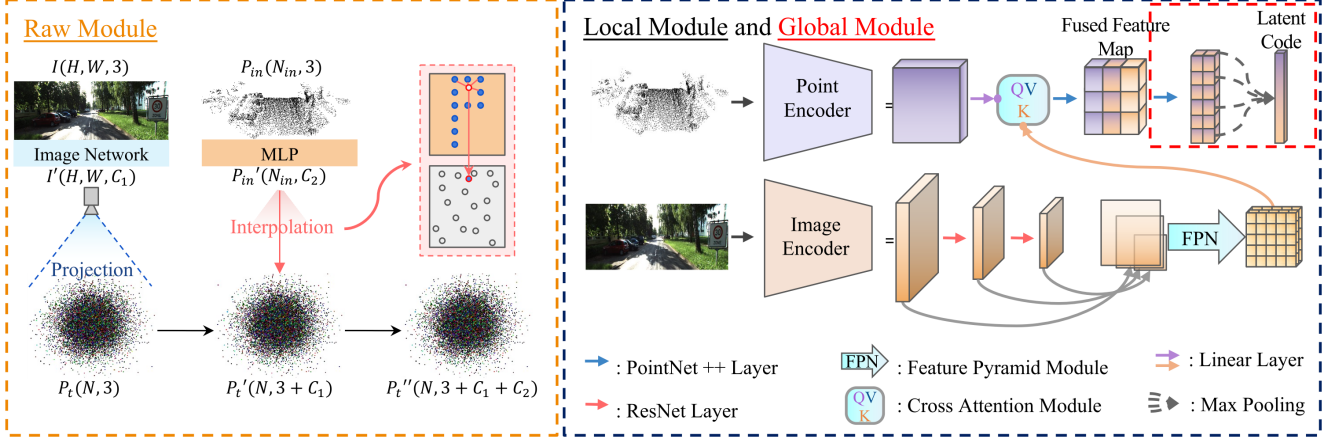 Raw Module
I(H, W, 3)
P_in(N_in, 3)
Image Network
MLP
I′(H, W, C_1)
P_in′(N_in, C_2)
Interpolation
Projection
P_t(N, 3)
P_t′(N, 3 + C_1)
P_t′′(N, 3 + C_1 + C_2)
Local Module and Global Module
Fused Feature
Map
Latent
Code
Point
Encoder
=
QV
K
Image
Encoder
=
FPN
: PointNet ++ Layer
FPN : Feature Pyramid Module
: Linear Layer
: ResNet Layer
QV
K
: Cross Attention Module
: Max Pooling